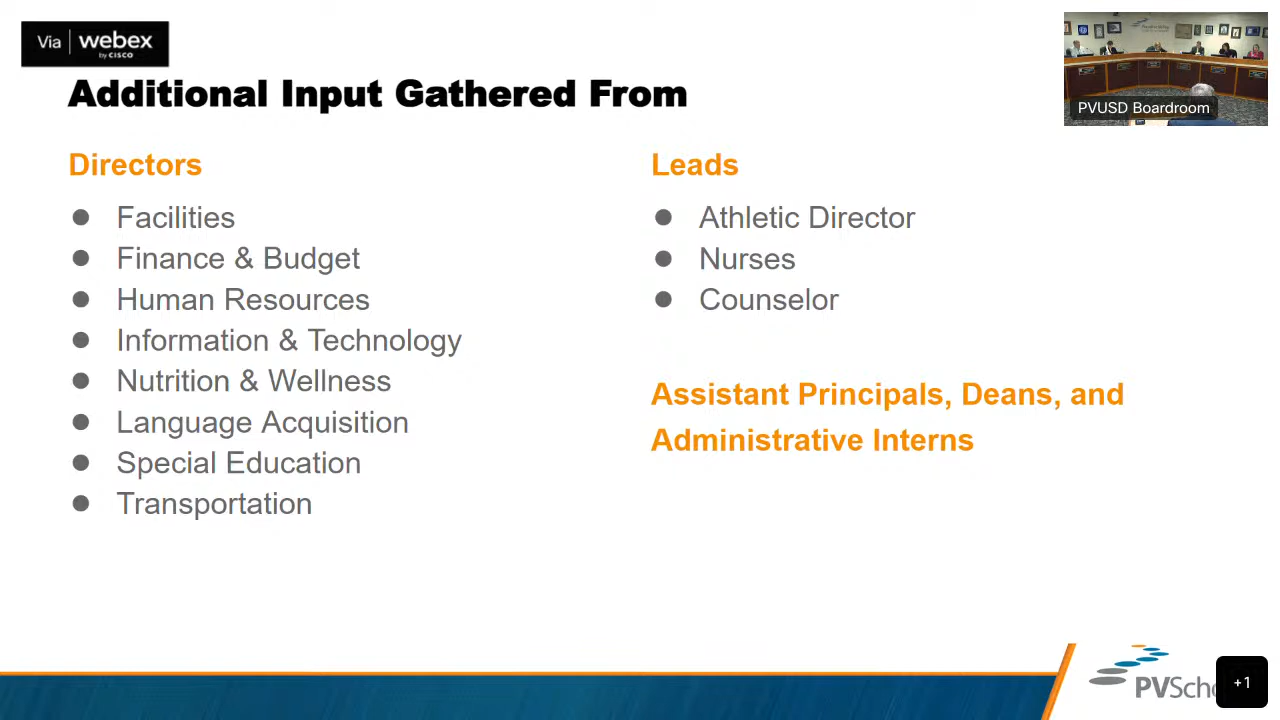 Via webex
by CISCO
Additional Input Gathered From
PVUSD Boardroom
Directors
Facilities
Finance & Budget
Human Resources
Information & Technology
Nutrition & Wellness
Language Acquisition
Special Education
Transportation
Leads
Athletic Director
Nurses
Counselor
Assistant Principals, Deans, and
Administrative Interns
PVScho
+1